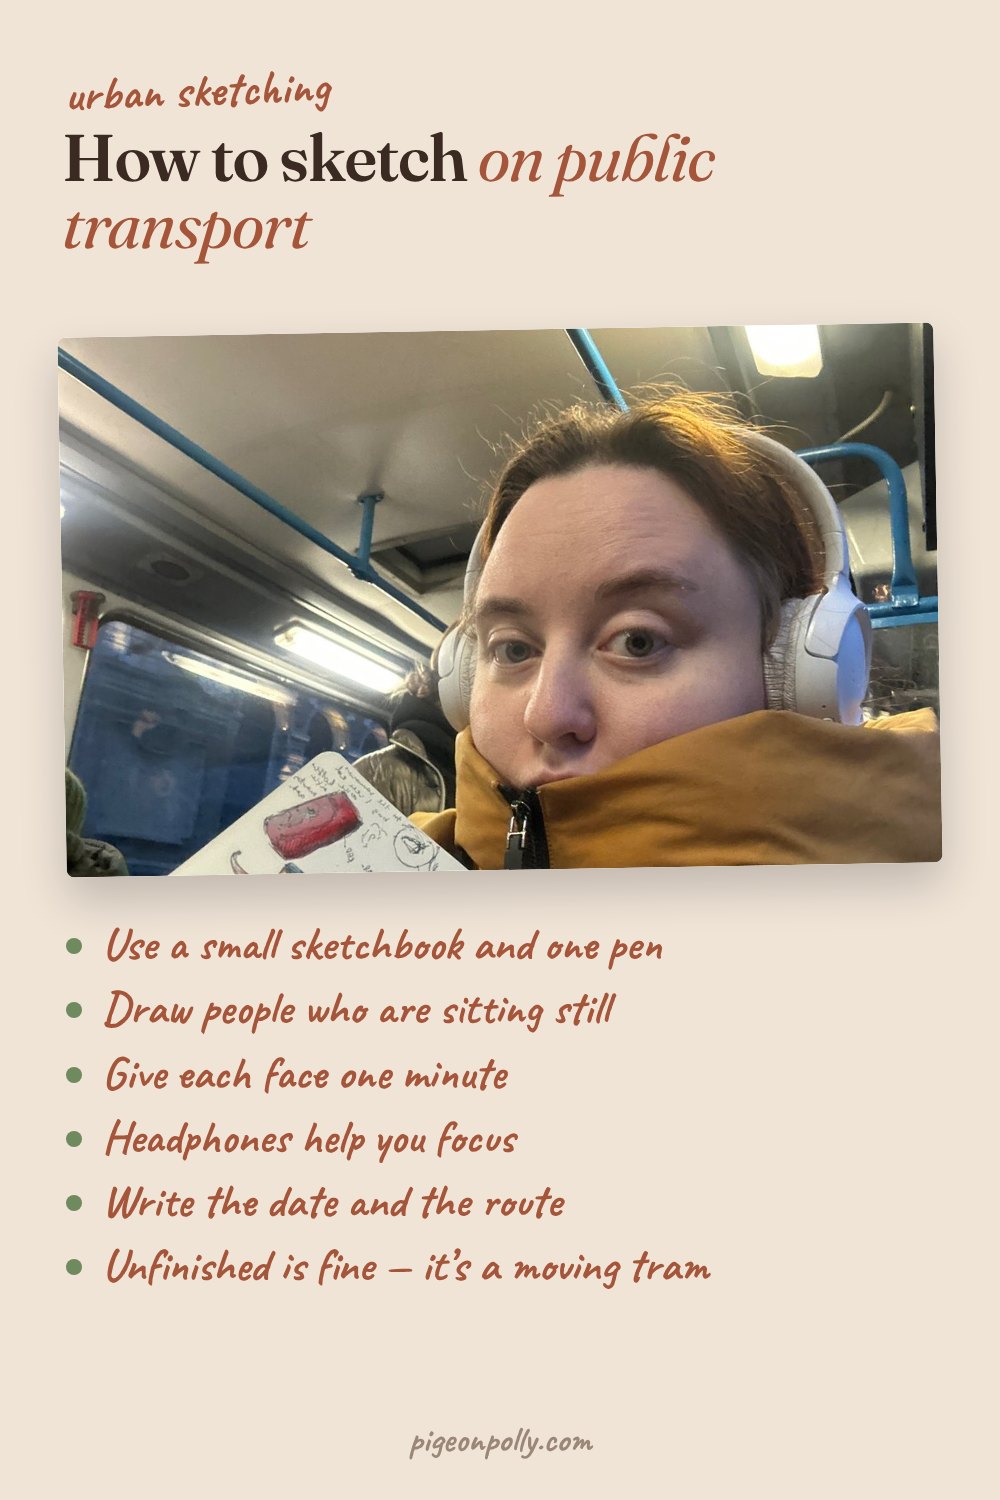 urban sketching
How to sketch on public
transport
Use a small sketchbook and one pen
Draw people who are sitting still
Give each face one minute
Headphones help you focus
Write the date and the route
Unfinished is fine — it’s a moving tram
pigeonpolly.com